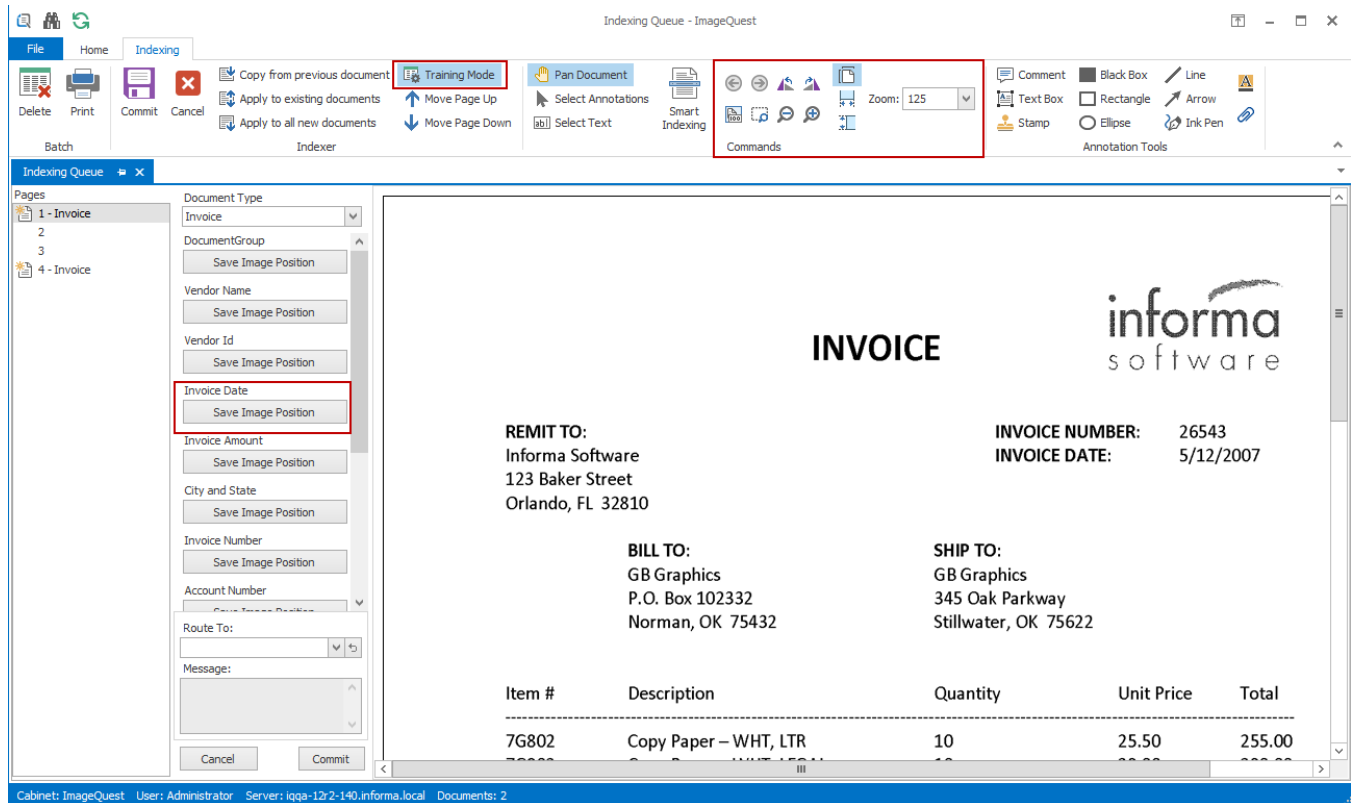 Indexing Queue - ImageQuest
File Home Indexing
Delete
Print
Batch
Commit
Cancel
Copy from previous document
Apply to existing documents
Apply to all new documents
Training Mode
Move Page Up
Move Page Down
Indexer
Pan Document
Select Annotations
ab Select Text
Smart
Indexing
Zoom: 125
Commands
Comment
Text Box
Stamp
Black Box
Rectangle
Ellipse
Line
Arrow
Ink Pen
A
Annotation Tools
Indexing Queue
Pages
1 - Invoice
2
3
4 - Invoice
Document Type
Invoice
DocumentGroup
Save Image Position
Vendor Name
Save Image Position
Vendor Id
Save Image Position
Invoice Date
Save Image Position
Invoice Amount
Save Image Position
City and State
Save Image Position
Invoice Number
Save Image Position
Account Number
Save Image Position
Route To:
Message:
Cancel Commit
informa
software
INVOICE
REMIT TO:
Informa Software
123 Baker Street
Orlando, FL 32810
INVOICE NUMBER: 26543
INVOICE DATE: 5/12/2007
BILL TO:
GB Graphics
P.O. Box 102332
Norman, OK 75432
SHIP TO:
GB Graphics
345 Oak Parkway
Stillwater, OK 75622
Item # Description Quantity Unit Price Total
7G802 Copy Paper – WHT, LTR 10 25.50 255.00
Cabinet: ImageQuest User: Administrator Server: iqqa-12r2-140.informa.local Documents: 2